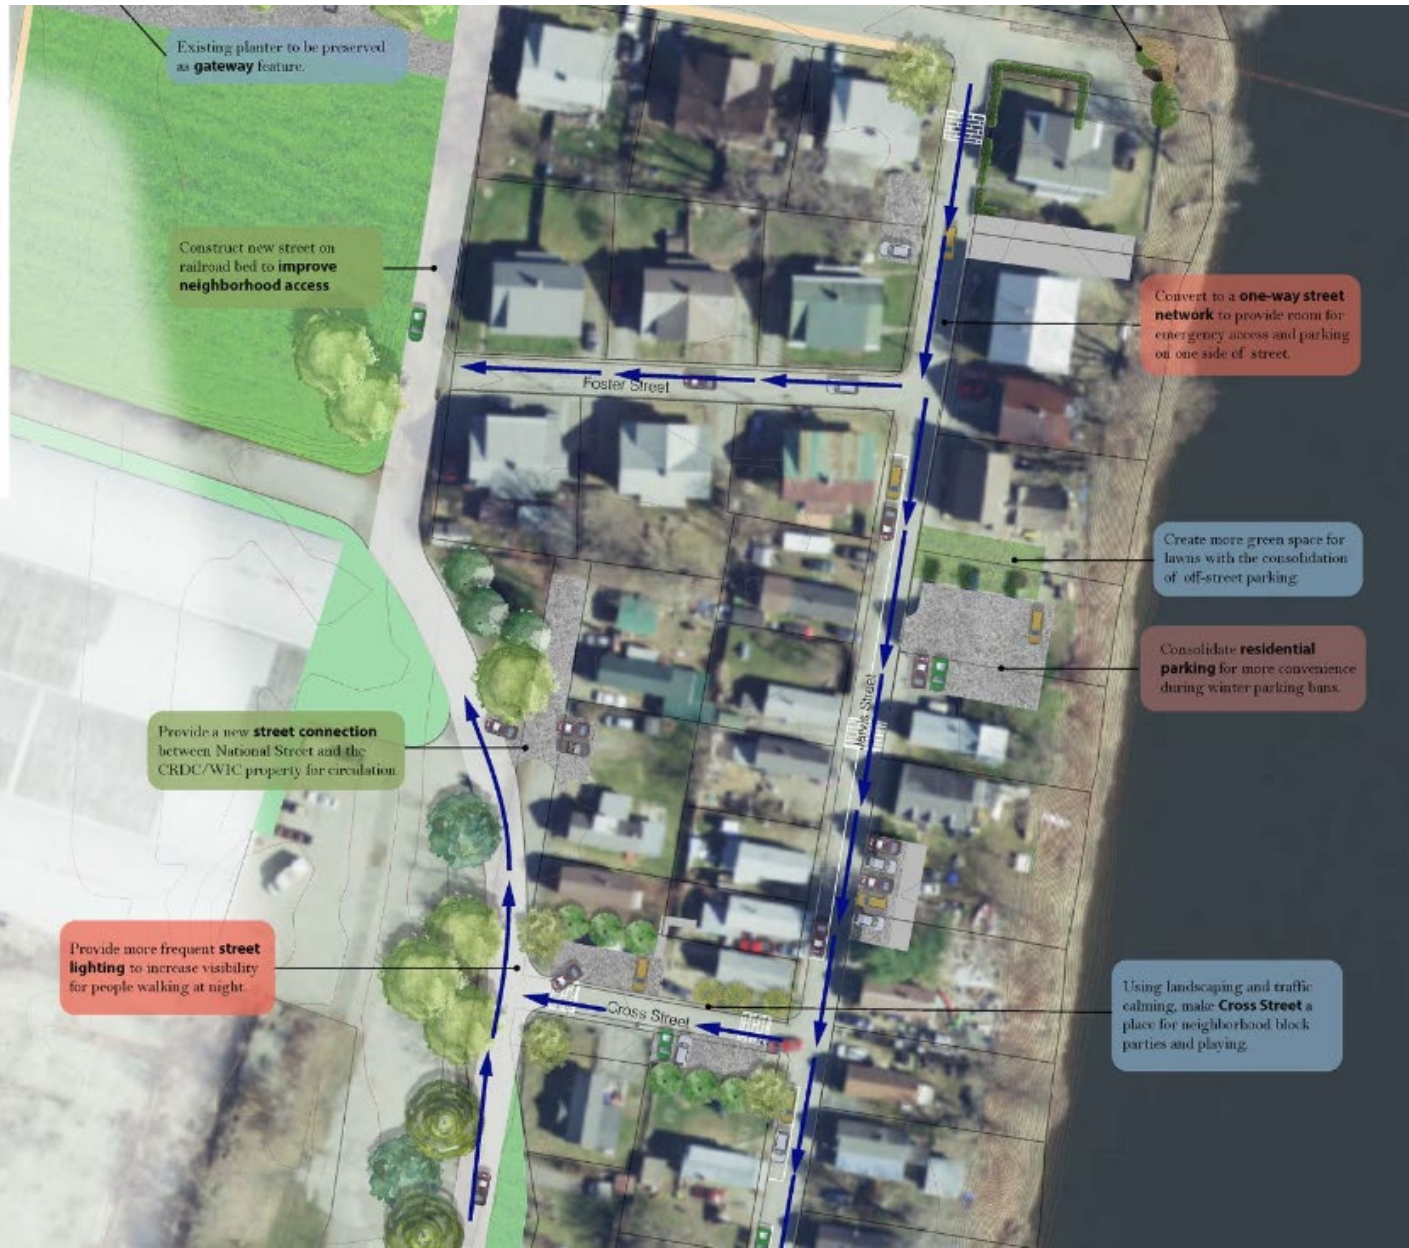 Existing planter to be preserved
as gateway feature.
Construct new street on
railroad bed to improve
neighborhood access
Convert to a one-way street
network to provide room for
emergency access and parking
on one side of street.
Foster Street
Create more green space for
lawns with the consolidation
of off-street parking.
Consolidate residential
parking for more convenience
during winter parking bans.
Jarvis Street
Provide a new street connection
between National Street and the
CRDC/WIC property for circulation
Provide more frequent street
lighting to increase visibility
for people walking at night.
Cross Street
Using landscaping and traffic
calming, make Cross Street a
place for neighborhood block
parties and playing.